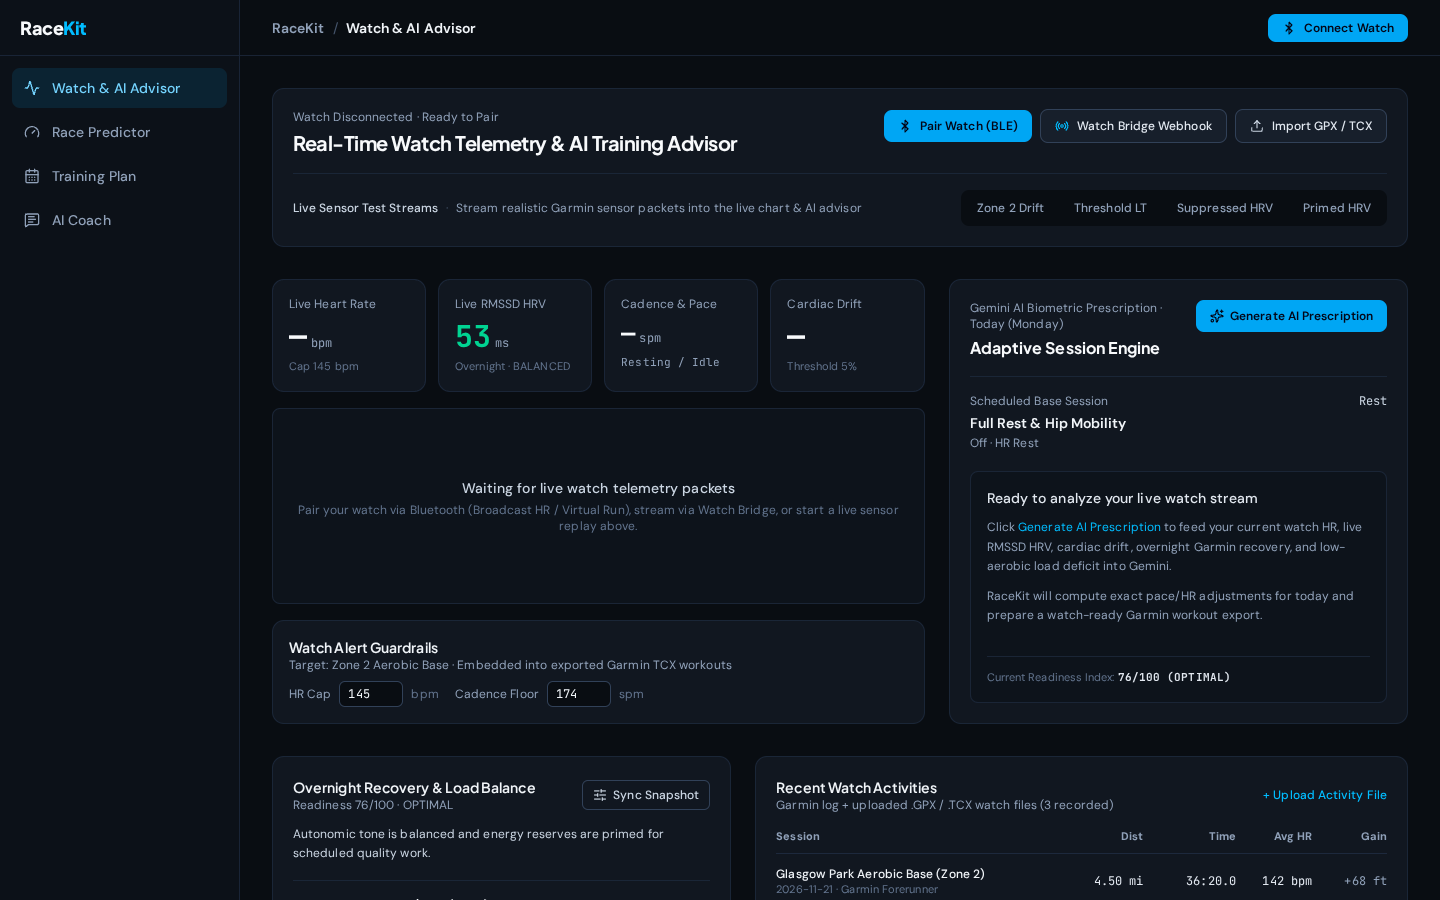 RaceKit
RaceKit / Watch & AI Advisor
Connect Watch
Watch & AI Advisor
Race Predictor
Training Plan
AI Coach
Watch Disconnected · Ready to Pair
Real-Time Watch Telemetry & AI Training Advisor
Pair Watch (BLE)
Watch Bridge Webhook
Import GPX / TCX
Live Sensor Test Streams · Stream realistic Garmin sensor packets into the live chart & AI advisor
Zone 2 Drift
Threshold LT
Suppressed HRV
Primed HRV
Live Heart Rate
— bpm
Cap 145 bpm
Live RMSSD HRV
53 ms
Overnight · BALANCED
Cadence & Pace
— spm
Resting / Idle
Cardiac Drift
—
Threshold 5%
Waiting for live watch telemetry packets
Pair your watch via Bluetooth (Broadcast HR / Virtual Run), stream via Watch Bridge, or start a live sensor
replay above.
Watch Alert Guardrails
Target: Zone 2 Aerobic Base · Embedded into exported Garmin TCX workouts
HR Cap 145 bpm Cadence Floor 174 spm
Gemini AI Biometric Prescription ·
Today (Monday)
Adaptive Session Engine
Generate AI Prescription
Scheduled Base Session
Rest
Full Rest & Hip Mobility
Off · HR Rest
Ready to analyze your live watch stream
Click Generate AI Prescription to feed your current watch HR, live
RMSSD HRV, cardiac drift, overnight Garmin recovery, and low-
aerobic load deficit into Gemini.
RaceKit will compute exact pace/HR adjustments for today and
prepare a watch-ready Garmin workout export.
Current Readiness Index: 76/100 (OPTIMAL)
Overnight Recovery & Load Balance
Readiness 76/100 · OPTIMAL
Sync Snapshot
Autonomic tone is balanced and energy reserves are primed for
scheduled quality work.
Recent Watch Activities
Garmin log + uploaded .GPX / .TCX watch files (3 recorded)
+ Upload Activity File
Session Dist Time Avg HR Gain
Glasgow Park Aerobic Base (Zone 2)
2026-11-21 · Garmin Forerunner
4.50 mi 36:20.0 142 bpm +68 ft